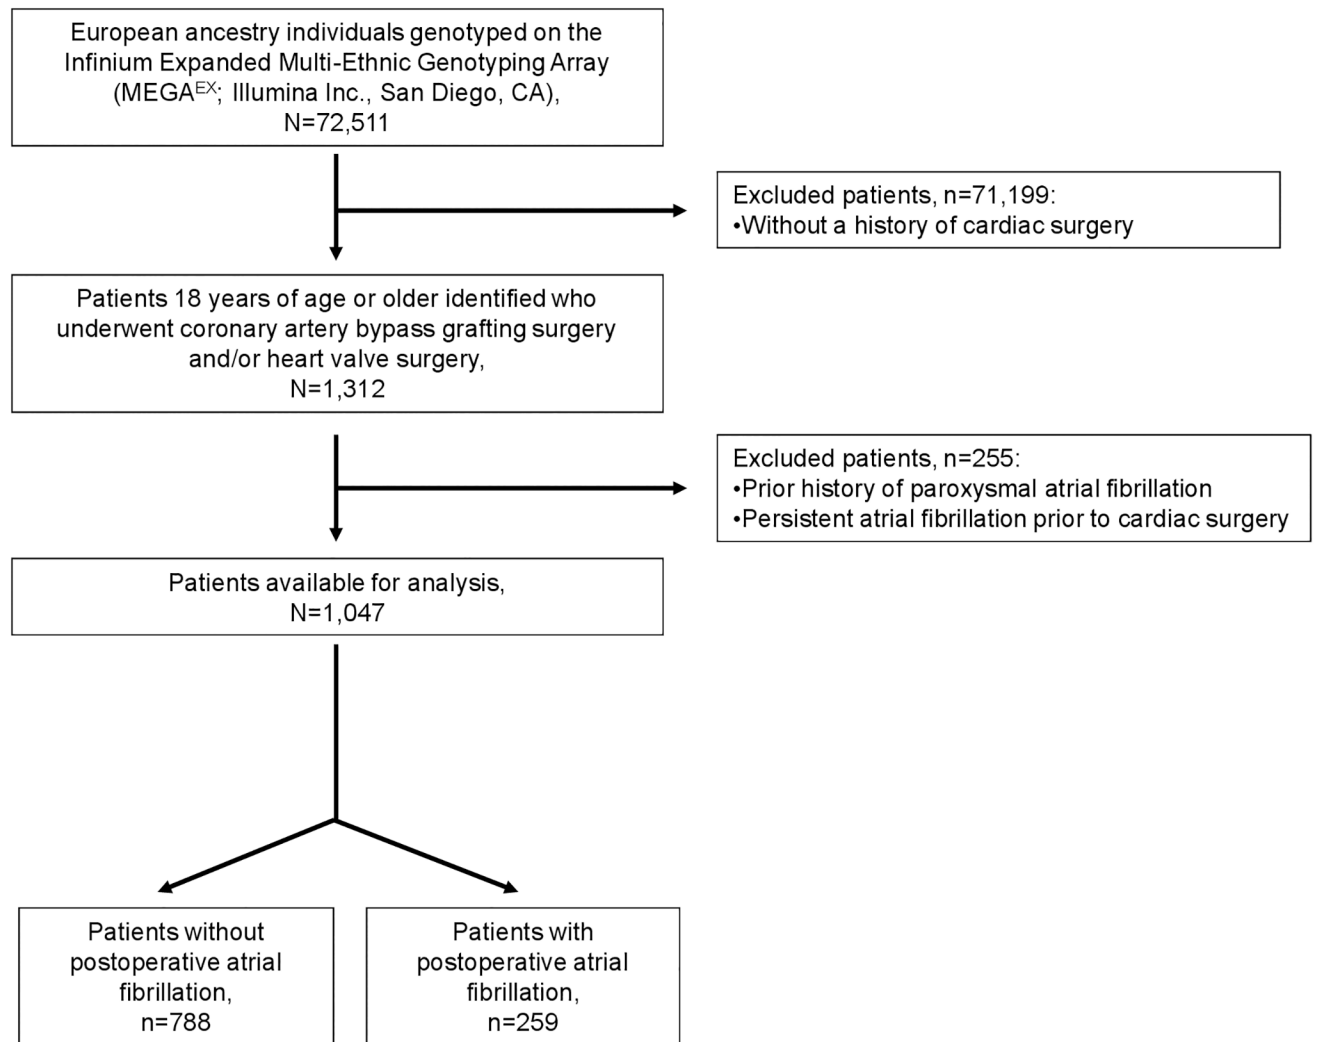 European ancestry individuals genotyped on the
Infinium Expanded Multi-Ethnic Genotyping Array
(MEGAEX; Illumina Inc., San Diego, CA),
N=72,511
Excluded patients, n=71,199:
•Without a history of cardiac surgery
Patients 18 years of age or older identified who
underwent coronary artery bypass grafting surgery
and/or heart valve surgery,
N=1,312
Excluded patients, n=255:
•Prior history of paroxysmal atrial fibrillation
•Persistent atrial fibrillation prior to cardiac surgery
Patients available for analysis,
N=1,047
Patients without
postoperative atrial
fibrillation,
n=788
Patients with
postoperative atrial
fibrillation,
n=259